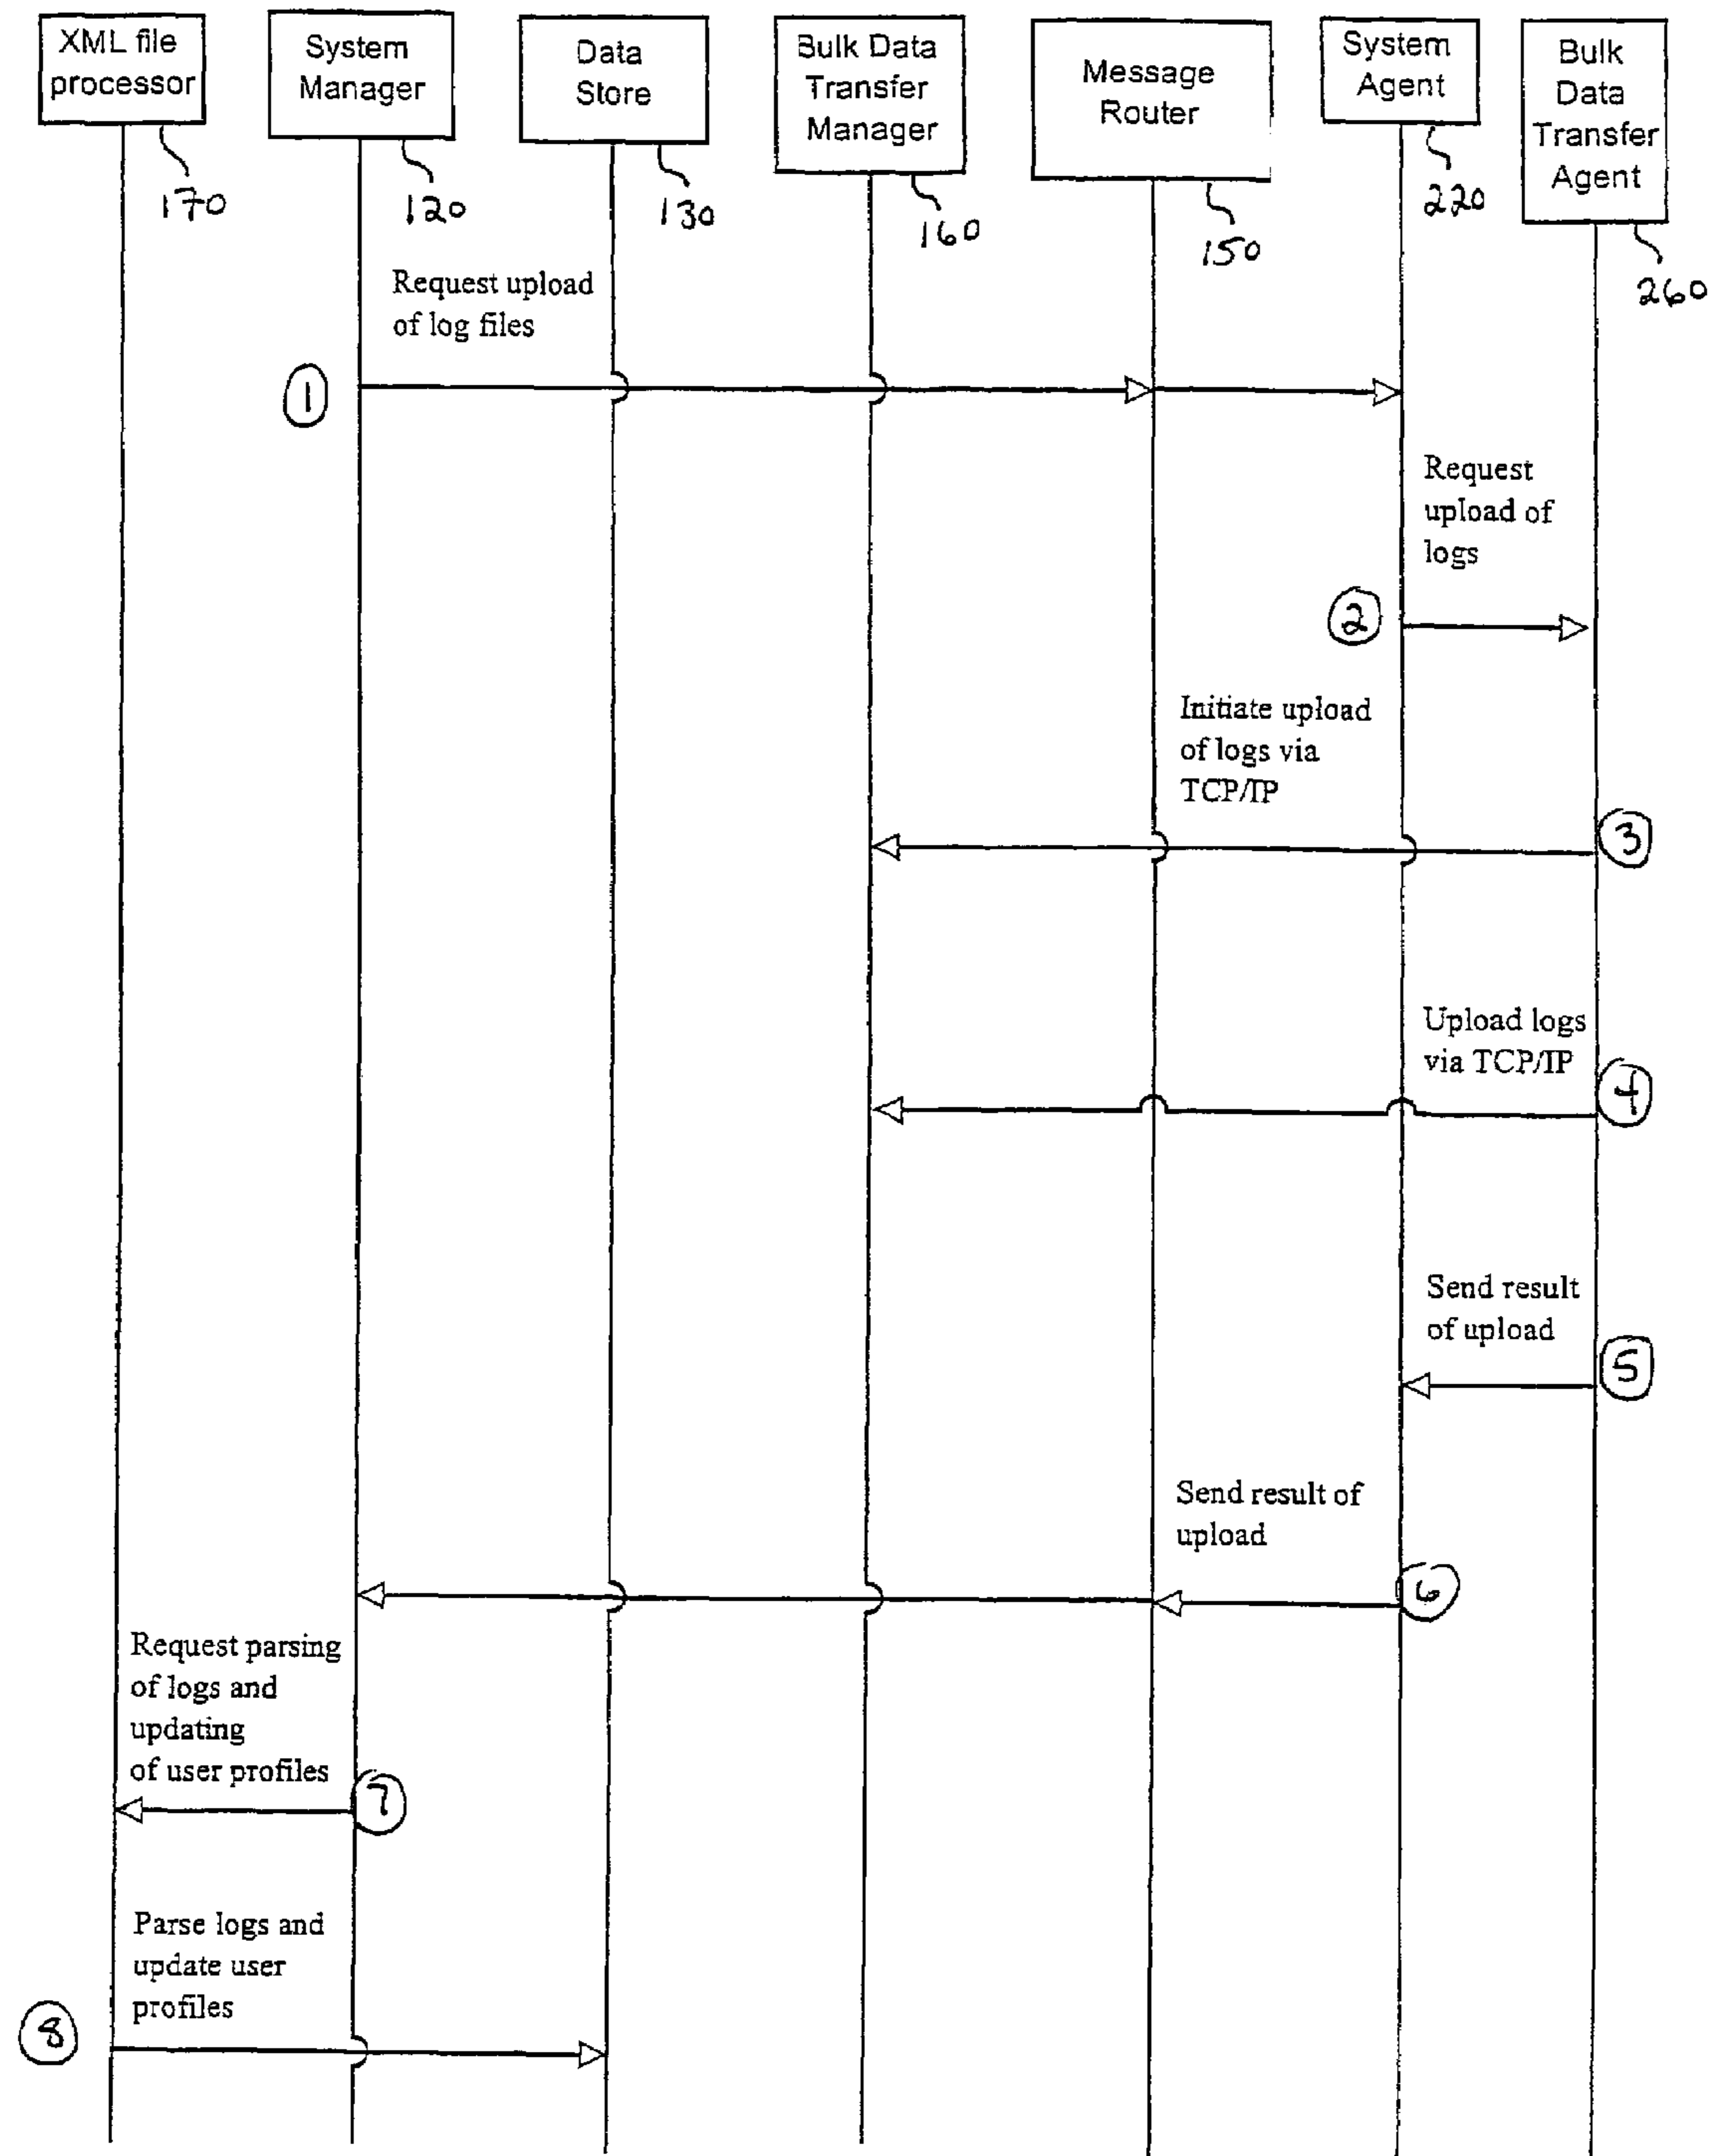 XML file
processor
System
Manager
Data
Store
Bulk Data
Transfer
Manager
Message
Router
System
Agent
Bulk
Data
Transfer
Agent
170
120
130
160
150
220
260
Request upload
of log files
1
Request
upload of
logs
2
Initiate upload
of logs via
TCP/IP
3
Upload logs
via TCP/IP
4
Send result
of upload
5
Send result of
upload
6
Request parsing
of logs and
updating
of user profiles
7
Parse logs and
update user
profiles
8